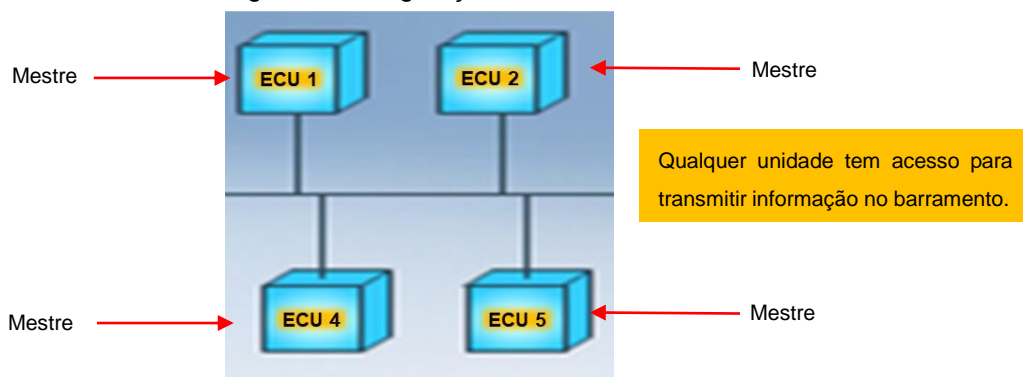 ECU 1
ECU 2
Mestre
Mestre
Qualquer unidade tem acesso para
transmitir informação no barramento.
ECU 4
ECU 5
Mestre
Mestre